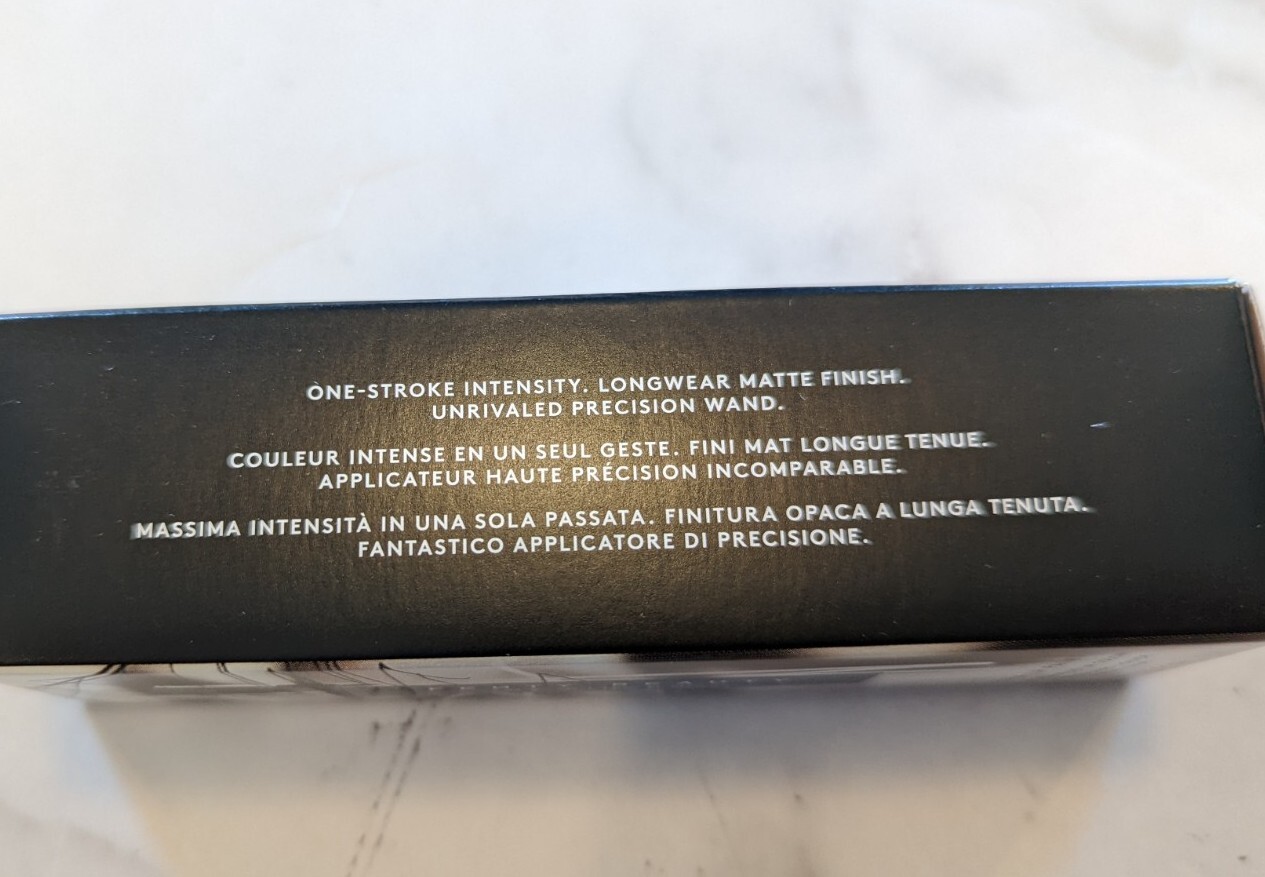 ONE-STROKE INTENSITY. LONGWEAR MATTE FINISH.
UNRIVALED PRECISION WAND.
COULEUR INTENSE EN UN SEUL GESTE. FINI MAT LONGUE TENUE.
APPLICATEUR HAUTE PRÉCISION INCOMPARABLE.
MASSIMA INTENSITÀ IN UNA SOLA PASSATA. FINITURA OPACA A LUNGA TENUTA.
FANTASTICO APPLICATORE DI PRECISIONE.